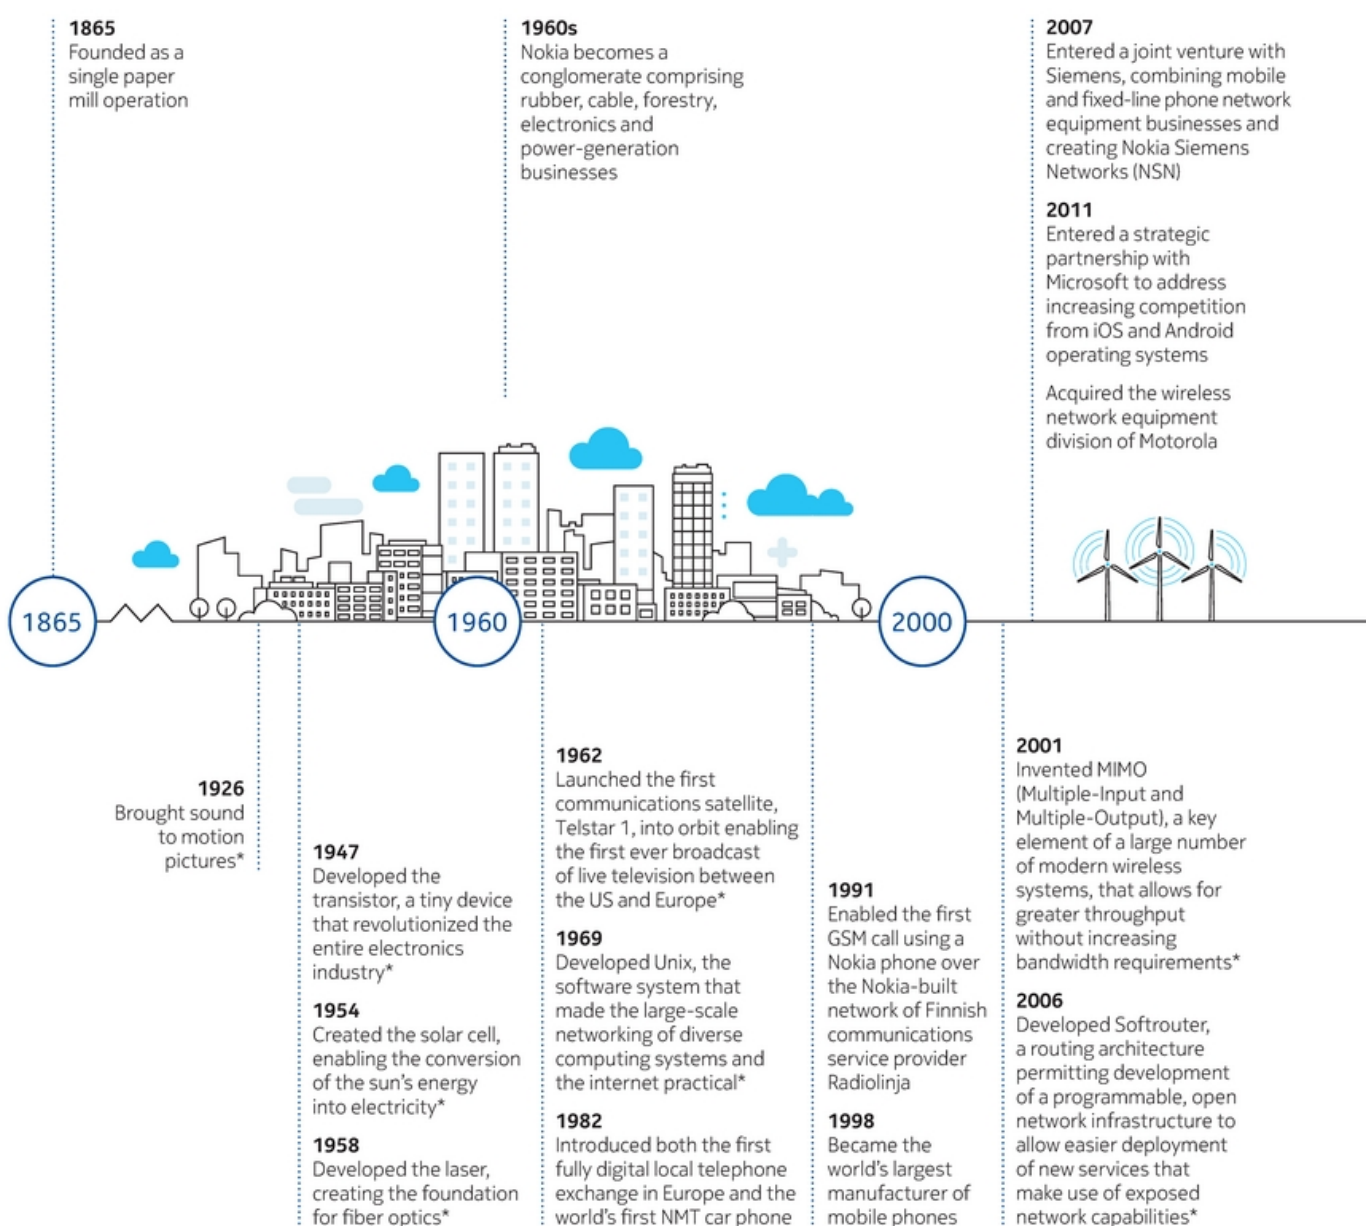 1865
Founded as a
single paper
mill operation
1960s
Nokia becomes a
conglomerate comprising
rubber, cable, forestry,
electronics and
power-generation
businesses
2007
Entered a joint venture with
Siemens, combining mobile
and fixed-line phone network
equipment businesses and
creating Nokia Siemens
Networks (NSN)
2011
Entered a strategic
partnership with
Microsoft to address
increasing competition
from iOS and Android
operating systems
Acquired the wireless
network equipment
division of Motorola
1865
1960
2000
1926
Brought sound
to motion
pictures*
1947
Developed the
transistor, a tiny device
that revolutionized the
entire electronics
industry*
1954
Created the solar cell,
enabling the conversion
of the sun's energy
into electricity*
1958
Developed the laser,
creating the foundation
for fiber optics*
1962
Launched the first
communications satellite,
Telstar 1, into orbit enabling
the first ever broadcast
of live television between
the US and Europe*
1969
Developed Unix, the
software system that
made the large-scale
networking of diverse
computing systems and
the internet practical*
1982
Introduced both the first
fully digital local telephone
exchange in Europe and the
world's first NMT car phone
1991
Enabled the first
GSM call using a
Nokia phone over
the Nokia-built
network of Finnish
communications
service provider
Radiolinja
1998
Became the
world's largest
manufacturer of
mobile phones
2001
Invented MIMO
(Multiple-Input and
Multiple-Output), a key
element of a large number
of modern wireless
systems, that allows for
greater throughput
without increasing
bandwidth requirements*
2006
Developed Softrouter,
a routing architecture
permitting development
of a programmable, open
network infrastructure to
allow easier deployment
of new services that
make use of exposed
network capabilities*